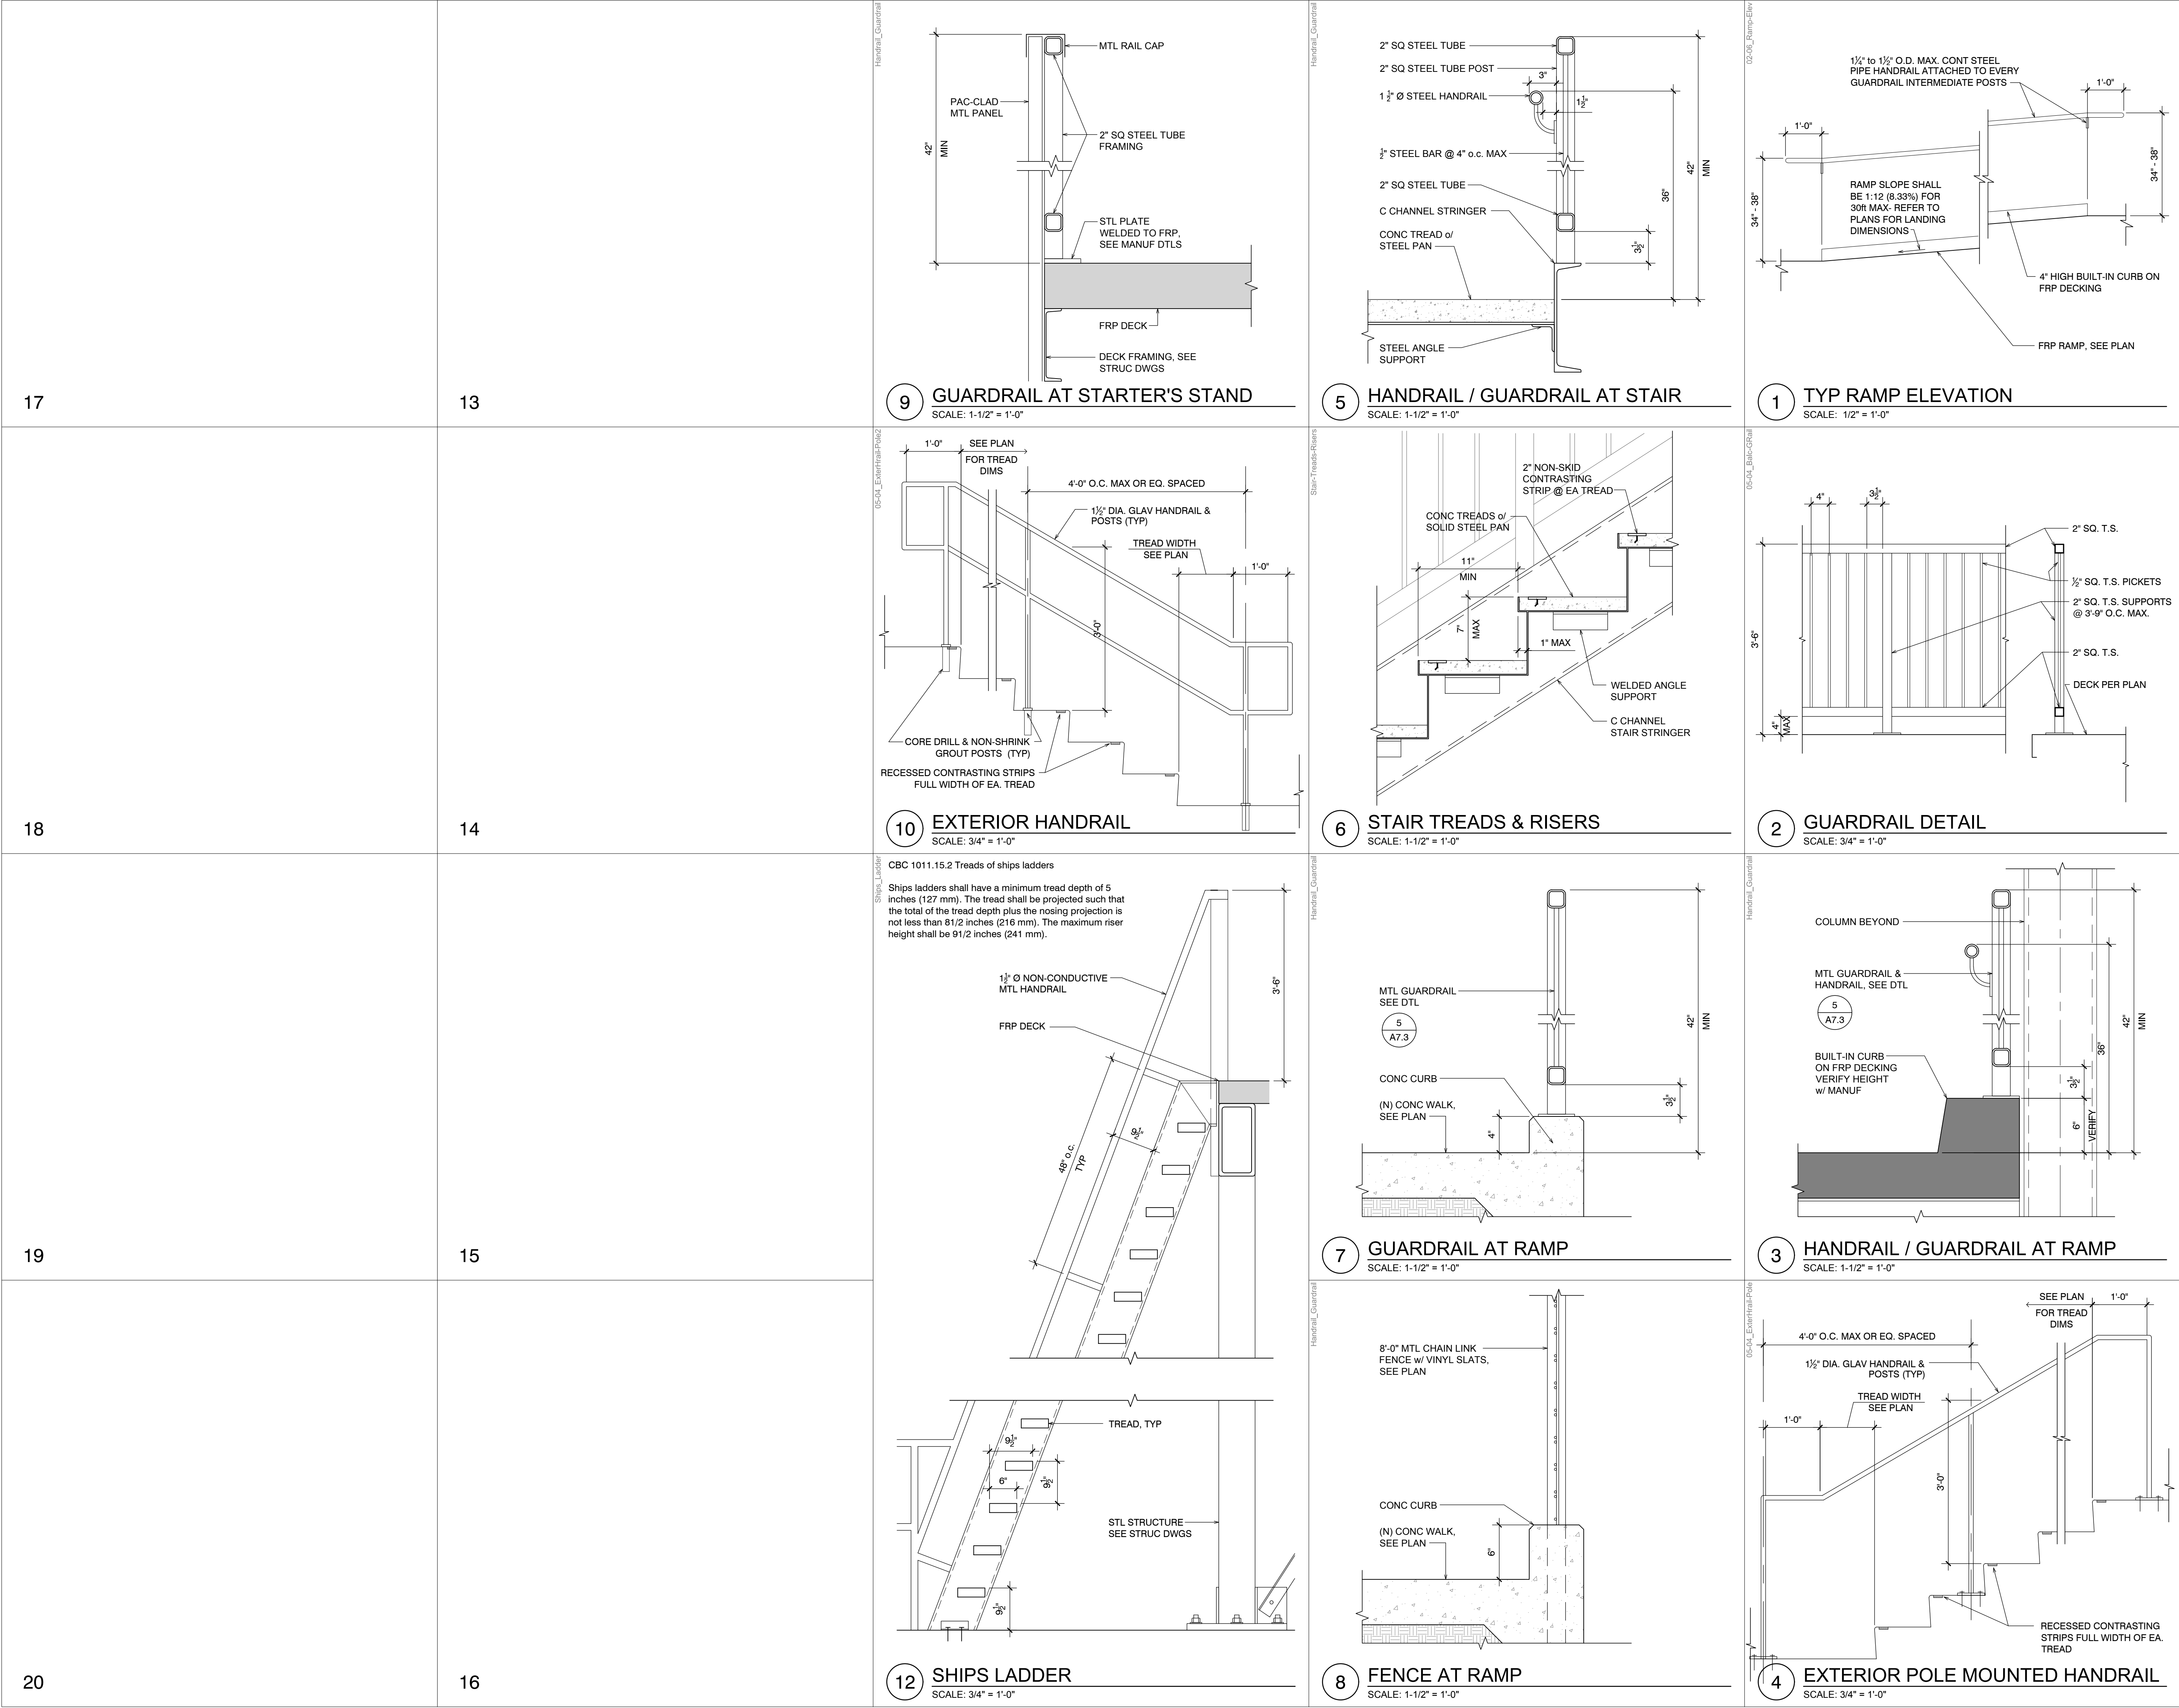 17
13
Handrail_Guardrail
42"
MIN
PAC-CLAD
MTL PANEL
MTL RAIL CAP
2" SQ STEEL TUBE
FRAMING
STL PLATE
WELDED TO FRP,
SEE MANUF DTLS
FRP DECK
DECK FRAMING, SEE
STRUC DWGS
9
GUARDRAIL AT STARTER'S STAND
SCALE: 1-1/2" = 1'-0"
Handrail_Guardrail
2" SQ STEEL TUBE
2" SQ STEEL TUBE POST
3"
1 1/2" Ø STEEL HANDRAIL
1 1/2"
1/2" STEEL BAR @ 4" o.c. MAX
2" SQ STEEL TUBE
C CHANNEL STRINGER
CONC TREAD o/
STEEL PAN
3 1/2"
36"
42"
MIN
STEEL ANGLE
SUPPORT
5
HANDRAIL / GUARDRAIL AT STAIR
SCALE: 1-1/2" = 1'-0"
02-06_Ramp-Elev
1 1/4" to 1 1/2" O.D. MAX. CONT STEEL
PIPE HANDRAIL ATTACHED TO EVERY
GUARDRAIL INTERMEDIATE POSTS
1'-0"
1'-0"
34" - 38"
34" - 38"
RAMP SLOPE SHALL
BE 1:12 (8.33%) FOR
30ft MAX- REFER TO
PLANS FOR LANDING
DIMENSIONS
4" HIGH BUILT-IN CURB ON
FRP DECKING
FRP RAMP, SEE PLAN
1
TYP RAMP ELEVATION
SCALE: 1/2" = 1'-0"
18
14
05-04_ExterHrail-Pole2
1'-0"
SEE PLAN
FOR TREAD
DIMS
4'-0" O.C. MAX OR EQ. SPACED
1 1/2" DIA. GLAV HANDRAIL &
POSTS (TYP)
TREAD WIDTH
SEE PLAN
1'-0"
3'-0"
CORE DRILL & NON-SHRINK
GROUT POSTS (TYP)
RECESSED CONTRASTING STRIPS
FULL WIDTH OF EA. TREAD
10
EXTERIOR HANDRAIL
SCALE: 3/4" = 1'-0"
Stair-Treads-Risers
2" NON-SKID
CONTRASTING
STRIP @ EA TREAD
CONC TREADS o/
SOLID STEEL PAN
11"
MIN
7"
MAX
1" MAX
WELDED ANGLE
SUPPORT
C CHANNEL
STAIR STRINGER
6
STAIR TREADS & RISERS
SCALE: 1-1/2" = 1'-0"
05-04_Balc-GRail
4"
3 1/2"
2" SQ. T.S.
1/2" SQ. T.S. PICKETS
2" SQ. T.S. SUPPORTS
@ 3'-9" O.C. MAX.
2" SQ. T.S.
DECK PER PLAN
3'-6"
4"
MAX
2
GUARDRAIL DETAIL
SCALE: 3/4" = 1'-0"
19
15
Ships_Ladder
CBC 1011.15.2 Treads of ships ladders
Ships ladders shall have a minimum tread depth of 5
inches (127 mm). The tread shall be projected such that
the total of the tread depth plus the nosing projection is
not less than 81/2 inches (216 mm). The maximum riser
height shall be 91/2 inches (241 mm).
1 1/2" Ø NON-CONDUCTIVE
MTL HANDRAIL
FRP DECK
3'-6"
9 1/2"
48" o.c.
TYP
TREAD, TYP
9 1/2"
6"
9 1/2"
STL STRUCTURE
SEE STRUC DWGS
9 1/2"
12
SHIPS LADDER
SCALE: 3/4" = 1'-0"
Handrail_Guardrail
MTL GUARDRAIL
SEE DTL
5
A7.3
CONC CURB
(N) CONC WALK,
SEE PLAN
4"
3 1/2"
42"
MIN
7
GUARDRAIL AT RAMP
SCALE: 1-1/2" = 1'-0"
Handrail_Guardrail
COLUMN BEYOND
MTL GUARDRAIL &
HANDRAIL, SEE DTL
5
A7.3
BUILT-IN CURB
ON FRP DECKING
VERIFY HEIGHT
w/ MANUF
3 1/2"
6"
VERIFY
36"
42"
MIN
3
HANDRAIL / GUARDRAIL AT RAMP
SCALE: 1-1/2" = 1'-0"
20
16
Handrail_Guardrail
8'-0" MTL CHAIN LINK
FENCE w/ VINYL SLATS,
SEE PLAN
CONC CURB
(N) CONC WALK,
SEE PLAN
6"
8
FENCE AT RAMP
SCALE: 1-1/2" = 1'-0"
05-04_ExterHrail-Pole
SEE PLAN
FOR TREAD
DIMS
1'-0"
4'-0" O.C. MAX OR EQ. SPACED
1 1/2" DIA. GLAV HANDRAIL &
POSTS (TYP)
TREAD WIDTH
SEE PLAN
1'-0"
3'-0"
RECESSED CONTRASTING
STRIPS FULL WIDTH OF EA.
TREAD
4
EXTERIOR POLE MOUNTED HANDRAIL
SCALE: 3/4" = 1'-0"